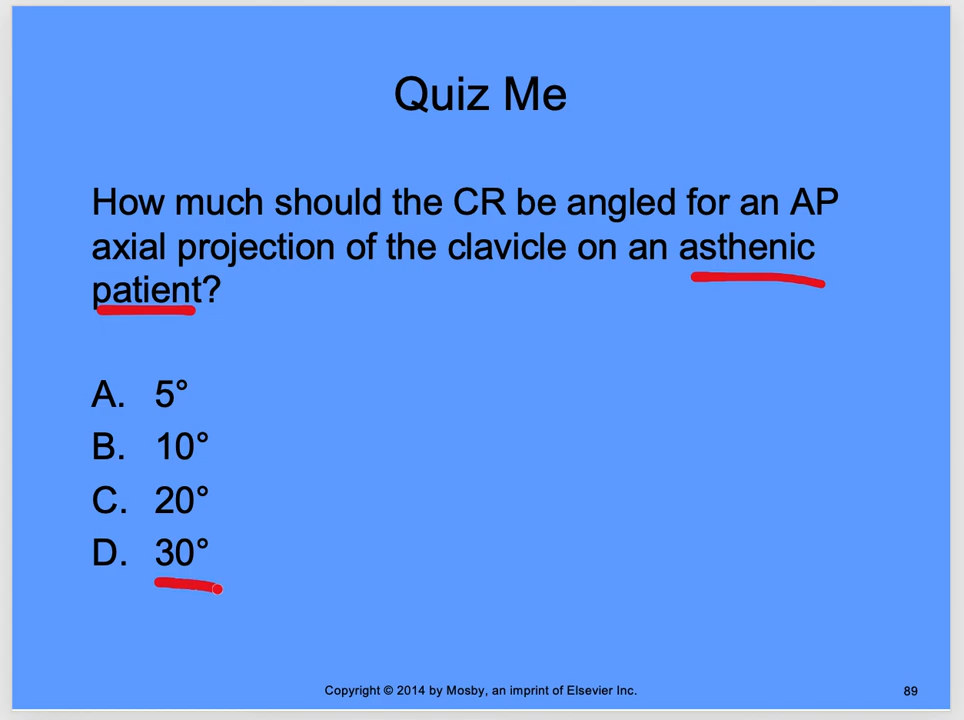 Quiz Me
How much should the CR be angled for an AP
axial projection of the clavicle on an asthenic
patient?
A. 5°
B. 10°
C. 20°
D. 30°
Copyright © 2014 by Mosby, an imprint of Elsevier Inc.
89